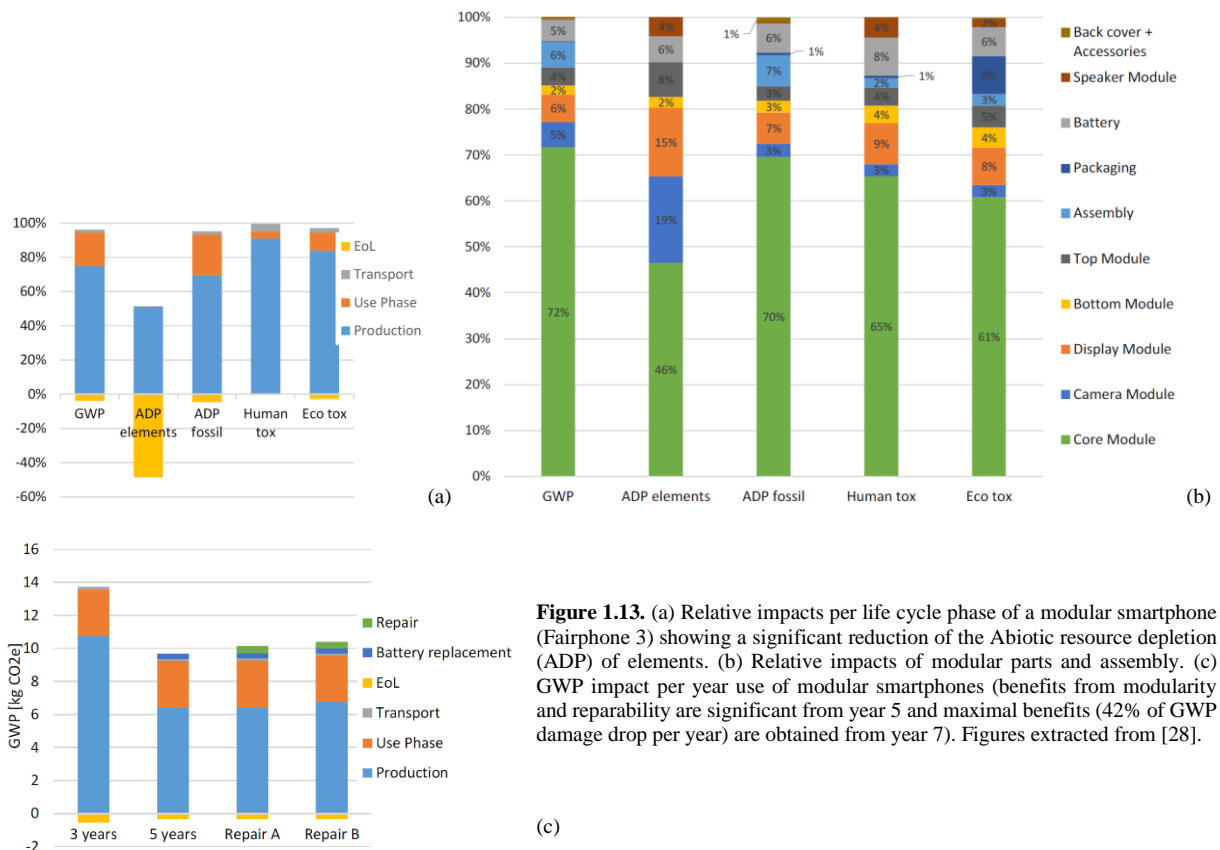 100%
80%
60%
40%
20%
0%
-20%
-40%
-60%
GWP
ADP
elements
ADP
fossil
Human
tox
Eco tox
EoL
Transport
Use Phase
Production
(a)
100%
90%
80%
70%
60%
50%
40%
30%
20%
10%
0%
5%
6%
4%
2%
6%
5%
72%
4%
6%
8%
2%
15%
19%
46%
1%
6%
1%
7%
3%
3%
7%
3%
70%
4%
8%
1%
2%
4%
4%
9%
3%
65%
2%
6%
8%
3%
5%
4%
8%
3%
61%
GWP
ADP elements
ADP fossil
Human tox
Eco tox
Back cover +
Accessories
Speaker Module
Battery
Packaging
Assembly
Top Module
Bottom Module
Display Module
Camera Module
Core Module
(b)
GWP [kg CO2e]
16
14
12
10
8
6
4
2
0
-2
3 years
5 years
Repair A
Repair B
Repair
Battery replacement
EoL
Transport
Use Phase
Production
(c)
Figure 1.13. (a) Relative impacts per life cycle phase of a modular smartphone
(Fairphone 3) showing a significant reduction of the Abiotic resource depletion
(ADP) of elements. (b) Relative impacts of modular parts and assembly. (c)
GWP impact per year use of modular smartphones (benefits from modularity
and reparability are significant from year 5 and maximal benefits (42% of GWP
damage drop per year) are obtained from year 7). Figures extracted from [28].